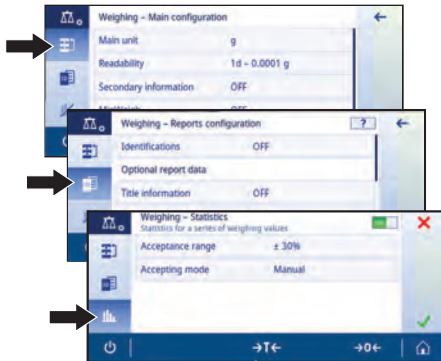 Weighing – Main configuration
Main unit g
Readability 1d – 0.0001 g
Secondary information OFF
Weighing – Reports configuration ?
Identifications OFF
Optional report data
Title information OFF
Weighing – Statistics
Statistics for a series of weighing values
Acceptance range ± 30%
Accepting mode Manual
→T← →0←